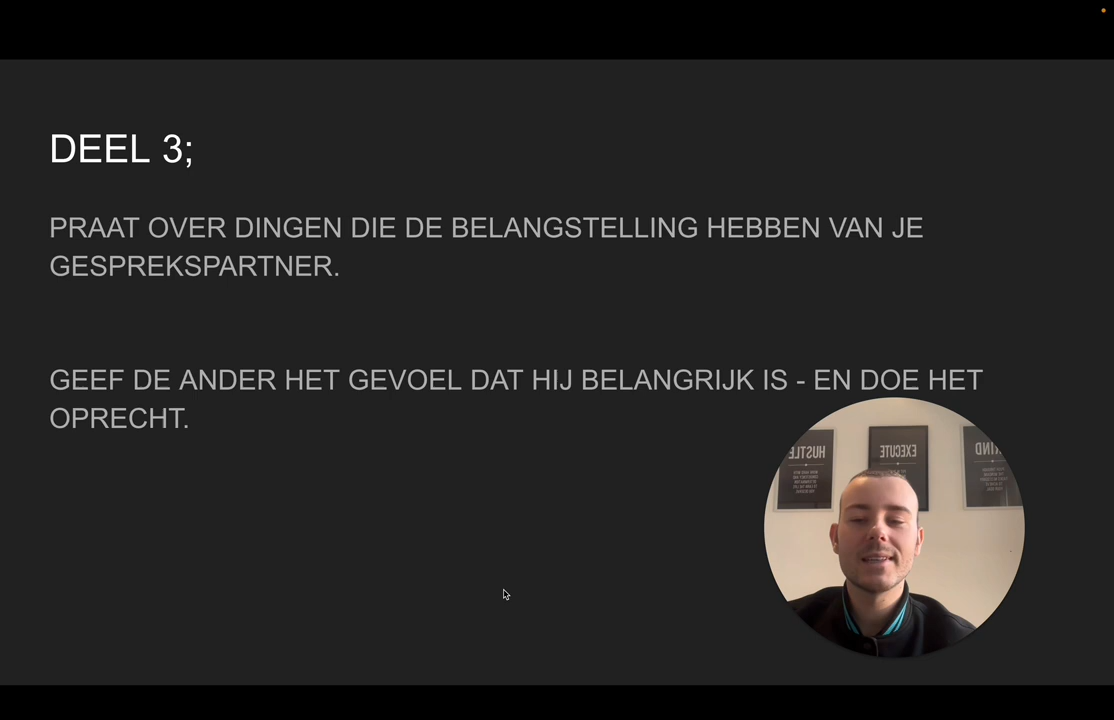 DEEL 3;
PRAAT OVER DINGEN DIE DE BELANGSTELLING HEBBEN VAN JE
GESPREKSPARTNER.
GEEF DE ANDER HET GEVOEL DAT HIJ BELANGRIJK IS - EN DOE HET
OPRECHT.
HUSTLE
EXECUTE